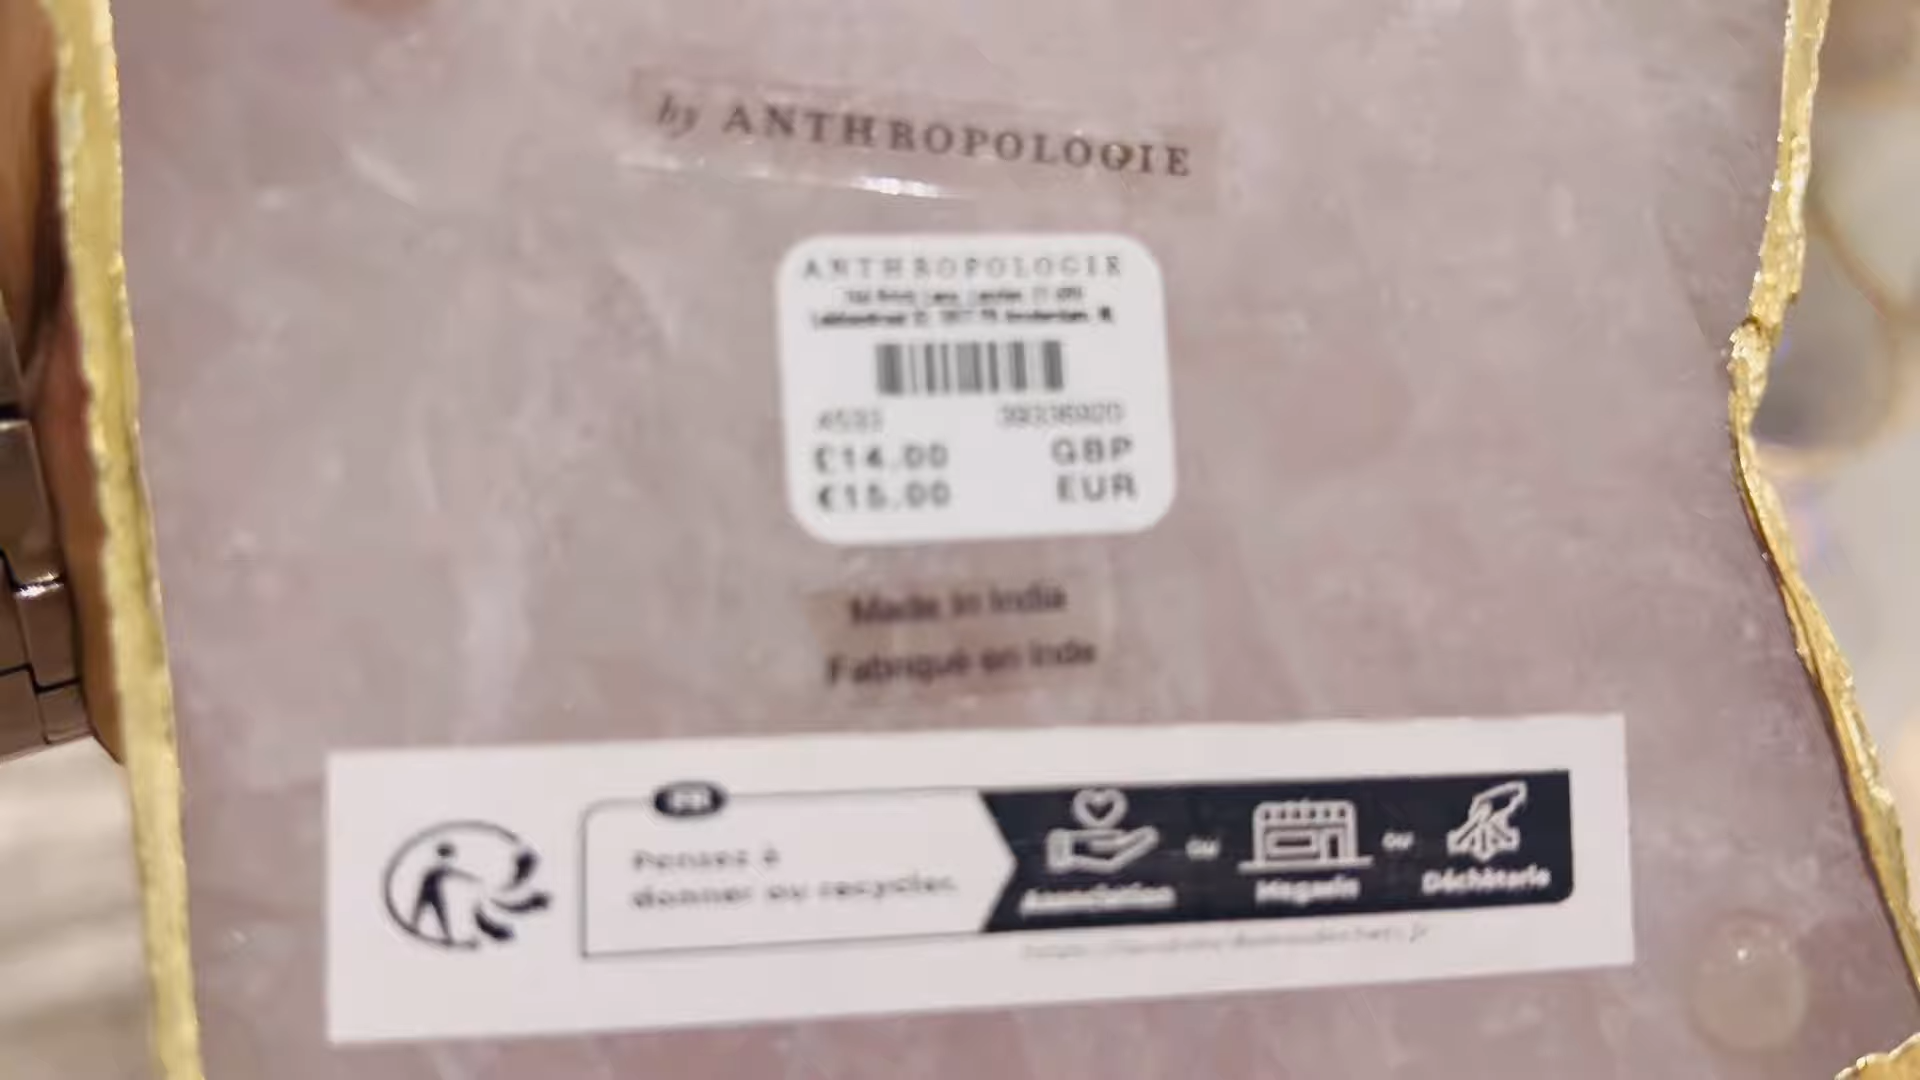 by ANTHROPOLOGIE
ANTHROPOLOGIE
£14.00 GBP
€15.00 EUR
Made in India
Fabriqué en Inde
FR
Pensez à
donner ou recycler.
Association ou Magasin ou Déchèterie